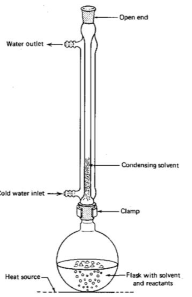 Open end
Water outlet
Condensing solvent
Cold water inlet
Clamp
Heat source
Flask with solvent
and reactants